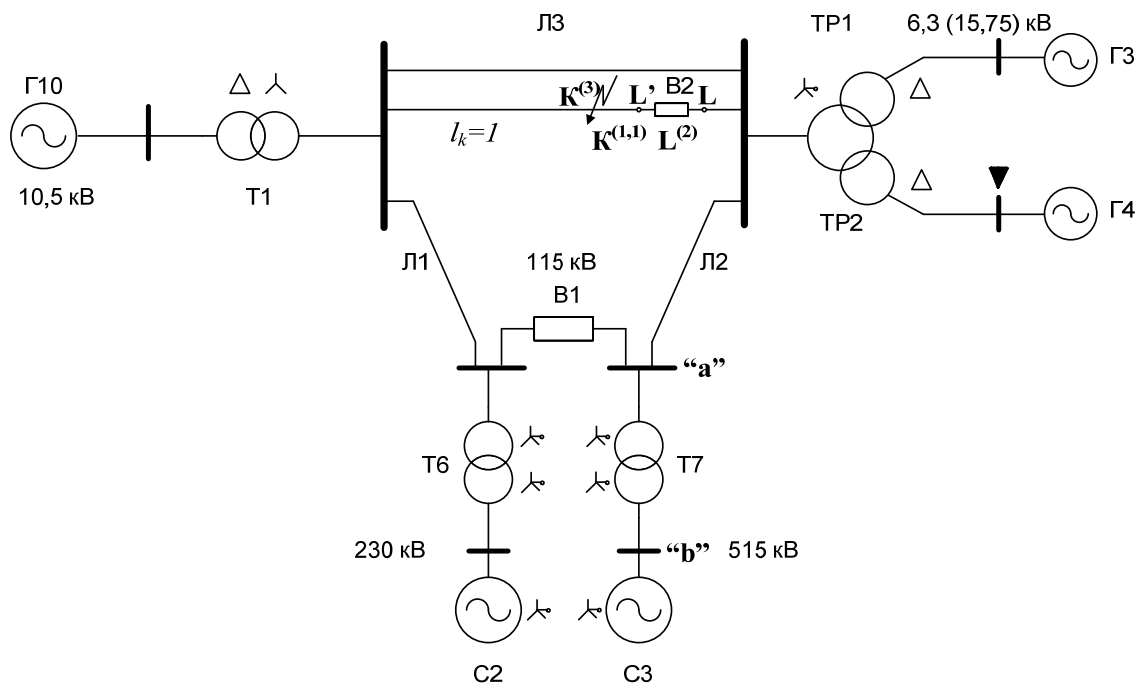 Л3
ТР1
6,3 (15,75) кВ
Г10
Г3
К(3)
L’
В2
L
lк=1
К(1,1)
L(2)
10,5 кВ
Т1
ТР2
Г4
Л1
115 кВ
Л2
В1
“a”
Т6
Т7
230 кВ
“b”
515 кВ
С2
С3